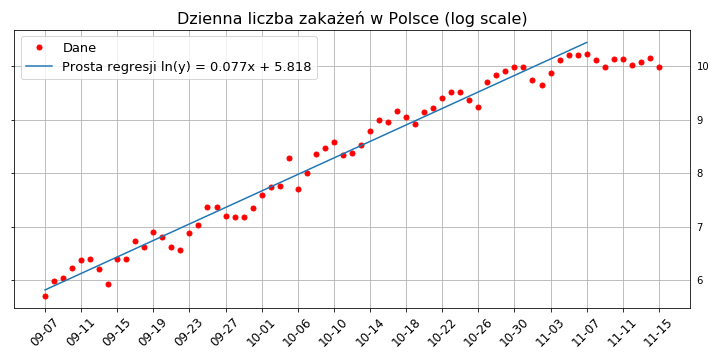 Dzienna liczba zakażeń w Polsce (log scale)
Dane
Prosta regresji ln(y) = 0.077x + 5.818
10
9
8
7
6
09-07 09-11 09-15 09-19 09-23 09-27 10-01 10-06 10-10 10-14 10-18 10-22 10-26 10-30 11-03 11-07 11-11 11-15